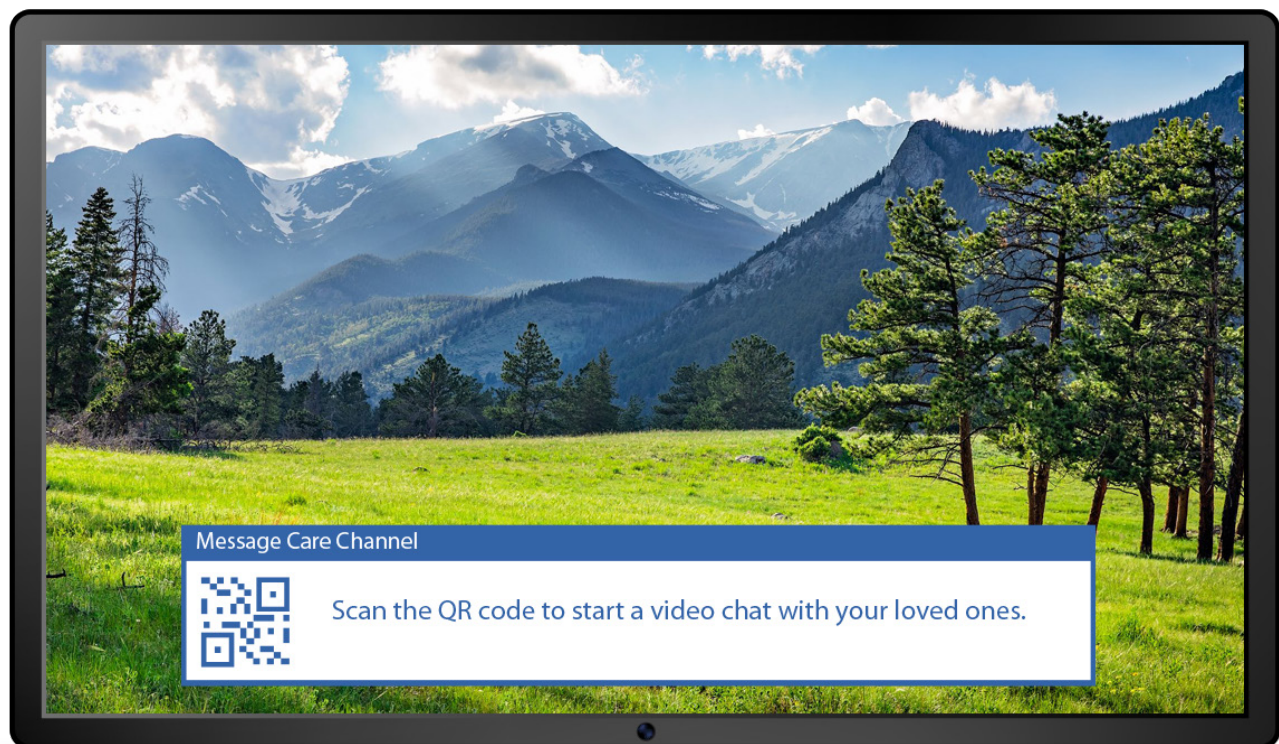 Message Care Channel
Scan the QR code to start a video chat with your loved ones.